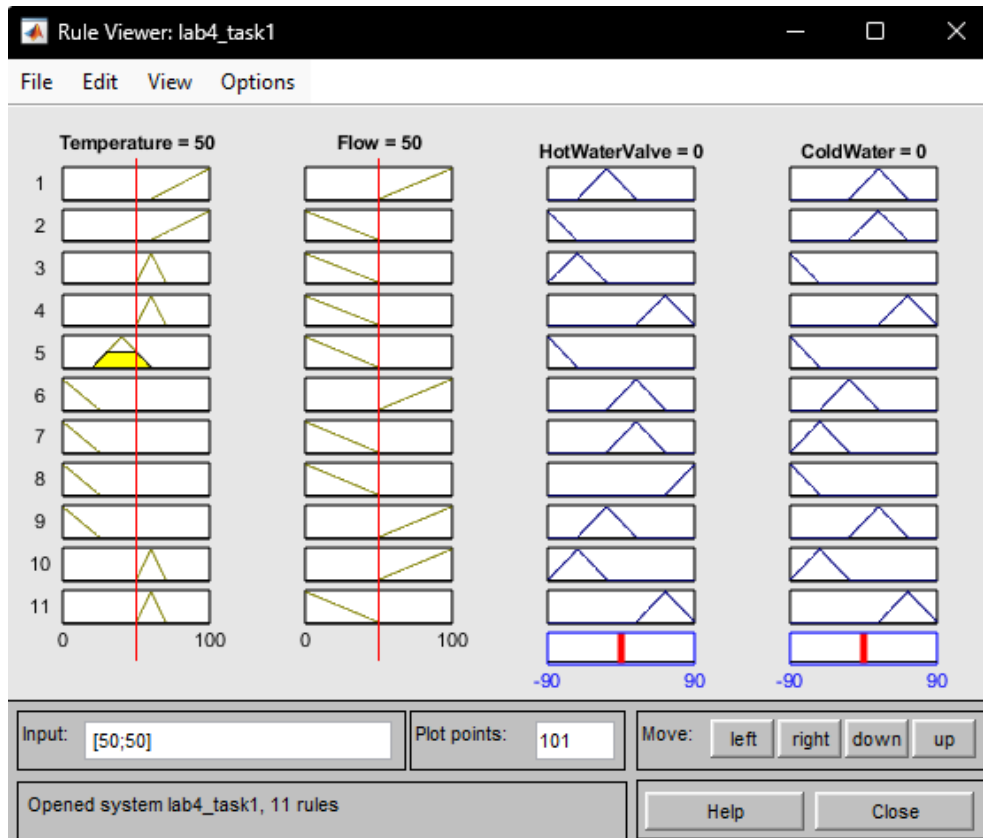 Rule Viewer: lab4_task1
File Edit View Options
Temperature = 50 Flow = 50 HotWaterValve = 0 ColdWater = 0
1
2
3
4
5
6
7
8
9
10
11
0 100 0 100
-90 90 -90 90
Input: [50;50] Plot points: 101 Move: left right down up
Opened system lab4_task1, 11 rules Help Close